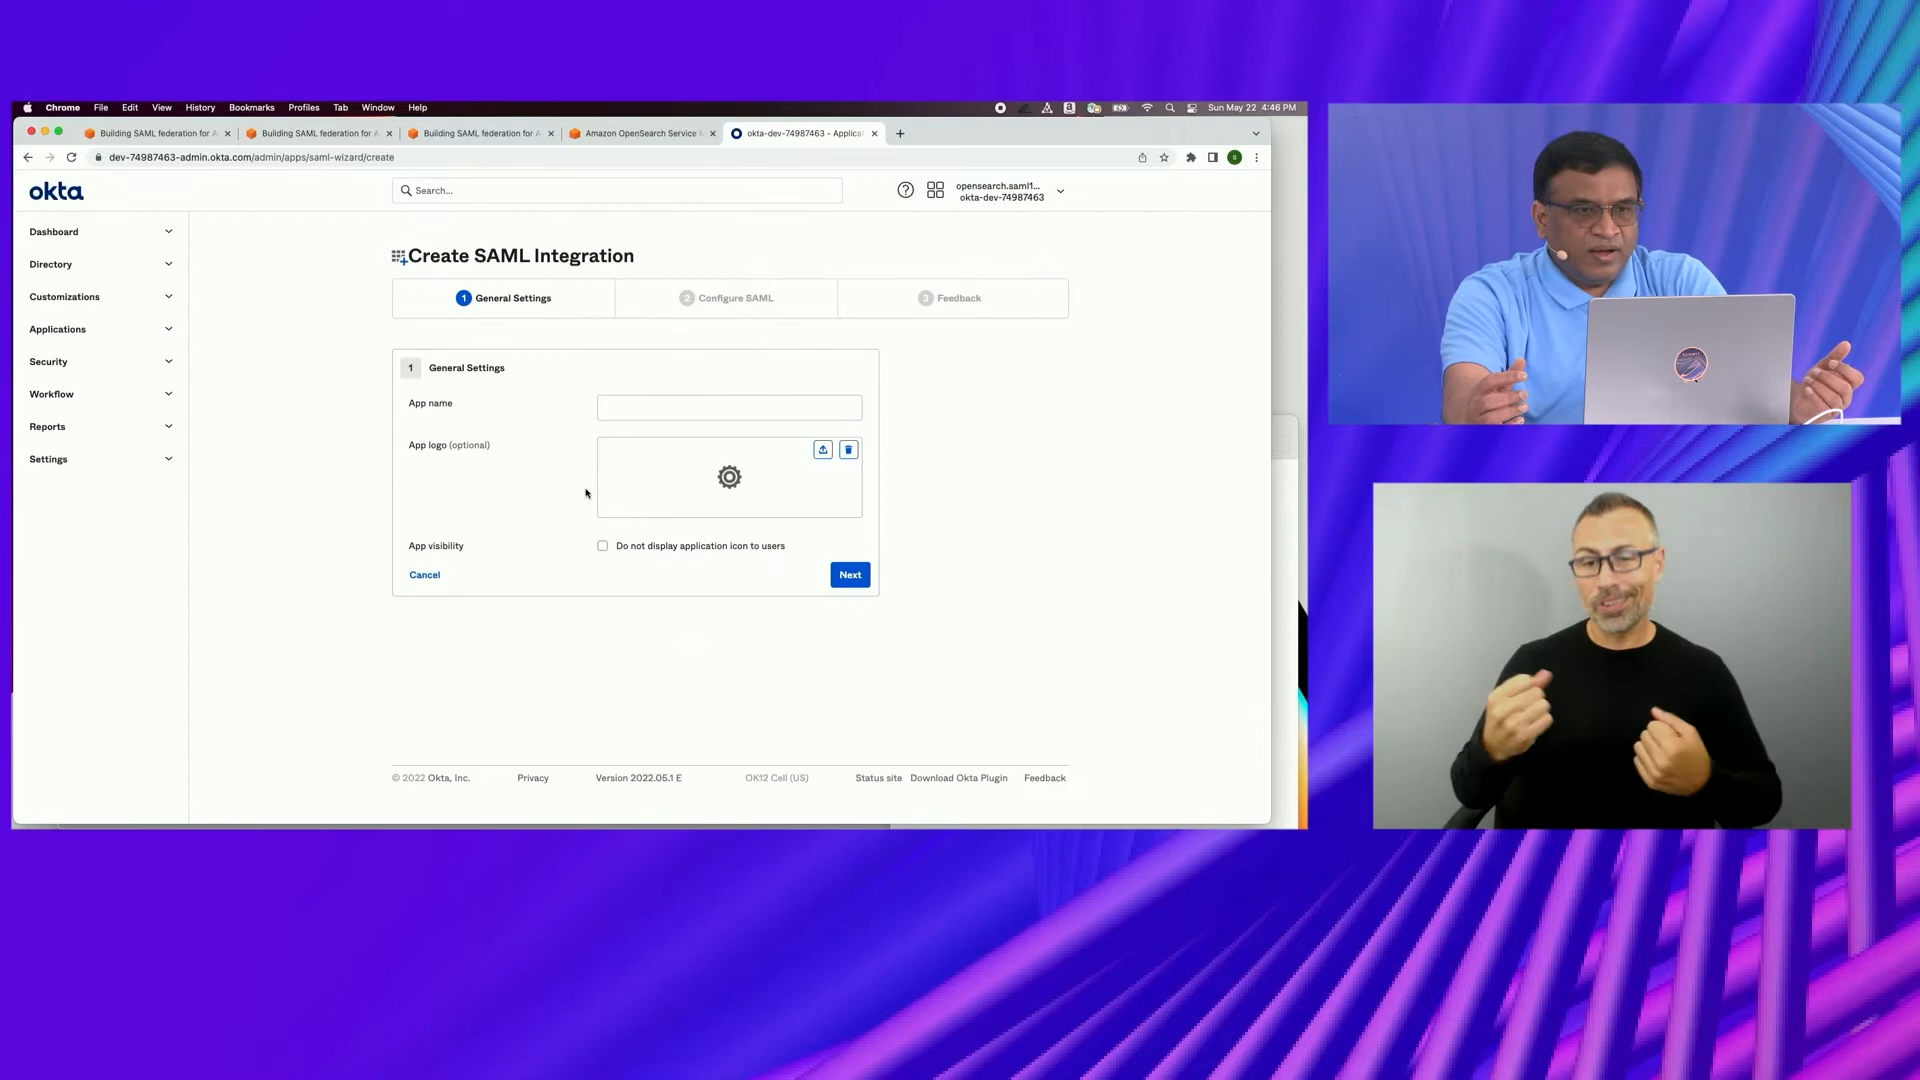 Chrome File Edit View History Bookmarks Profiles Tab Window Help
Sun May 22 4:46 PM
Building SAML federation for A
Building SAML federation for A
Building SAML federation for A
Amazon OpenSearch Service M
okta-dev-74987463 - Applicat
dev-74987463-admin.okta.com/admin/apps/saml-wizard/create
S
okta
Search...
opensearch.saml1...
okta-dev-74987463
Dashboard
Directory
Customizations
Applications
Security
Workflow
Reports
Settings
Create SAML Integration
1 General Settings
2 Configure SAML
3 Feedback
1 General Settings
App name
App logo (optional)
App visibility
Do not display application icon to users
Cancel
Next
© 2022 Okta, Inc. Privacy Version 2022.05.1 E OK12 Cell (US) Status site Download Okta Plugin Feedback